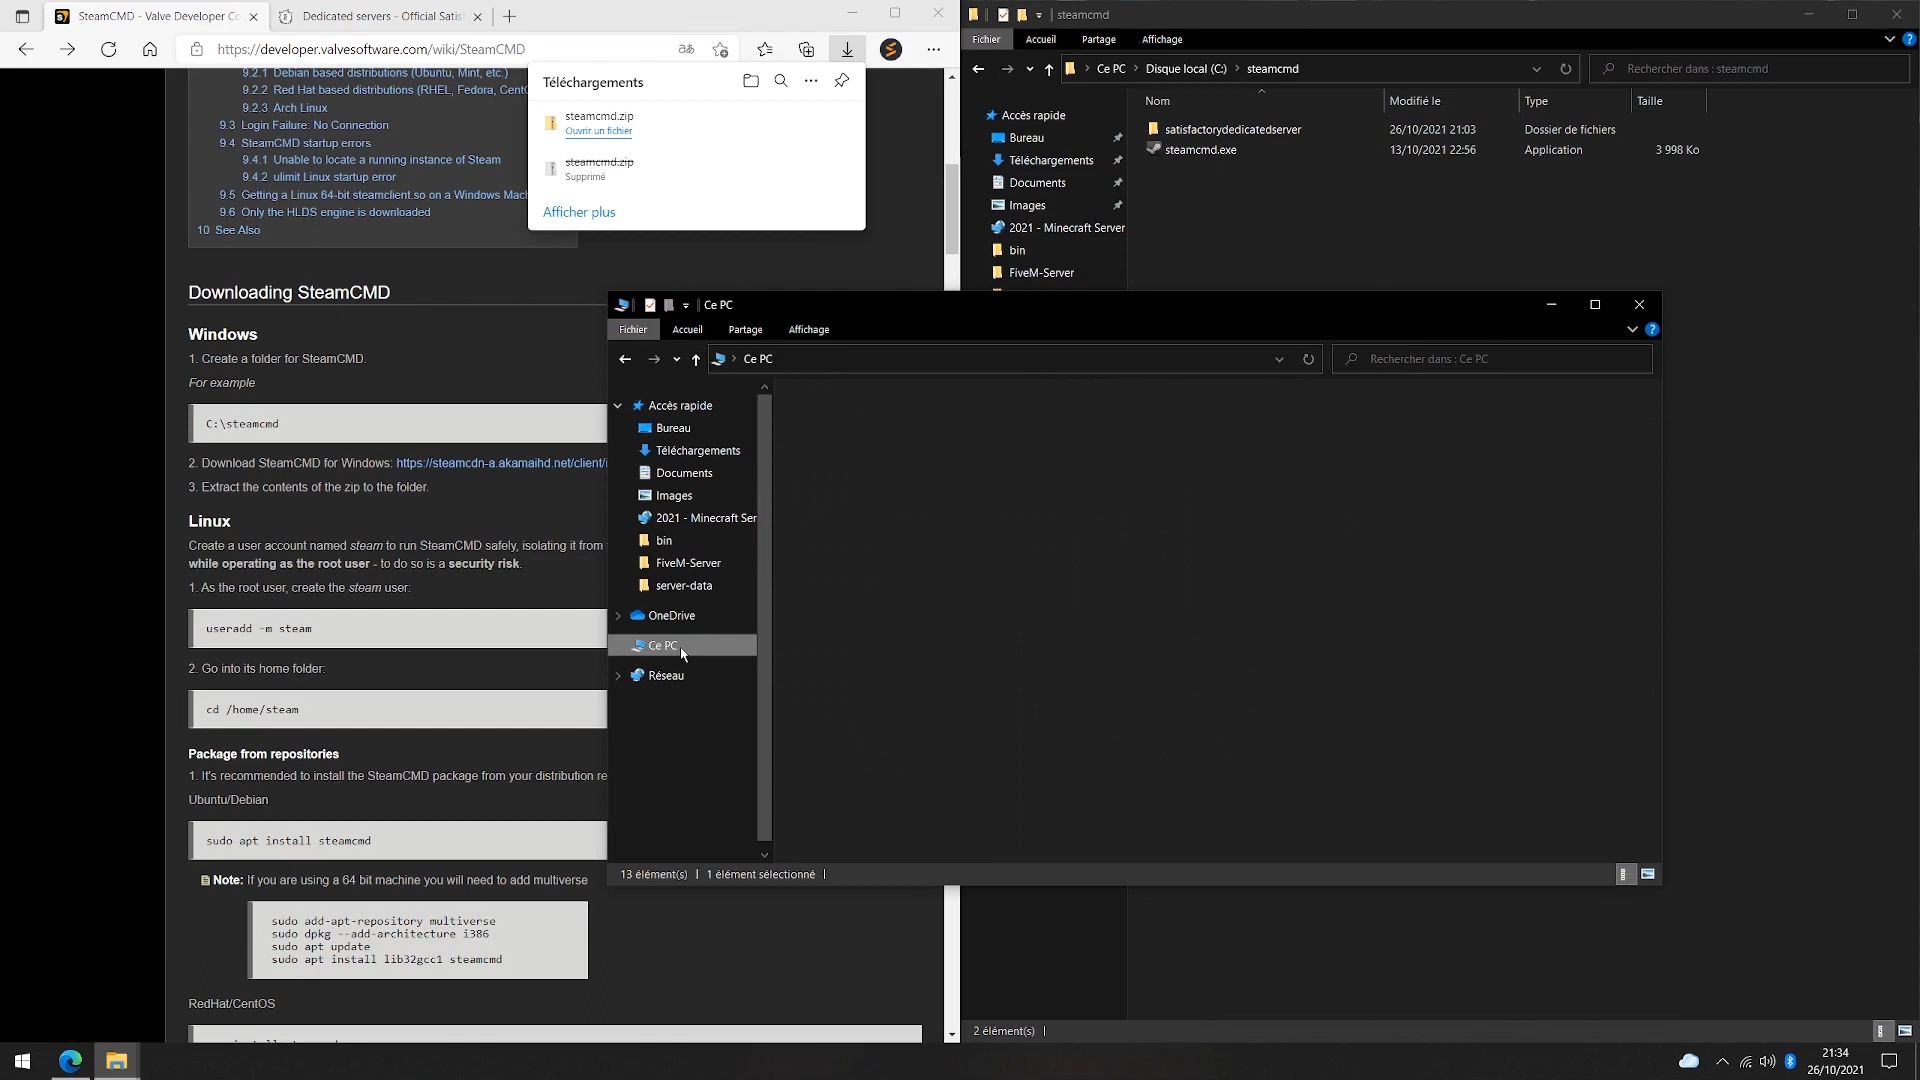 SteamCMD - Valve Developer Co
Dedicated servers - Official Satis
https://developer.valvesoftware.com/wiki/SteamCMD
9.2.1 Debian based distributions (Ubuntu, Mint, etc.)
9.2.2 Red Hat based distributions (RHEL, Fedora, CentO
9.2.3 Arch Linux
9.3 Login Failure: No Connection
9.4 SteamCMD startup errors
9.4.1 Unable to locate a running instance of Steam
9.4.2 ulimit Linux startup error
9.5 Getting a Linux 64-bit steamclient.so on a Windows Mach
9.6 Only the HLDS engine is downloaded
10 See Also
Téléchargements
steamcmd.zip
Ouvrir un fichier
steamcmd.zip
Supprimé
Afficher plus
Downloading SteamCMD
Windows
1. Create a folder for SteamCMD.
For example
C:\steamcmd
2. Download SteamCMD for Windows: https://steamcdn-a.akamaihd.net/client/i
3. Extract the contents of the zip to the folder.
Linux
Create a user account named steam to run SteamCMD safely, isolating it from
while operating as the root user - to do so is a security risk.
1. As the root user, create the steam user:
useradd -m steam
2. Go into its home folder:
cd /home/steam
Package from repositories
1. It's recommended to install the SteamCMD package from your distribution re
Ubuntu/Debian
sudo apt install steamcmd
Note: If you are using a 64 bit machine you will need to add multiverse
sudo add-apt-repository multiverse
sudo dpkg --add-architecture i386
sudo apt update
sudo apt install lib32gcc1 steamcmd
RedHat/CentOS
steamcmd
Fichier Accueil Partage Affichage
Ce PC Disque local (C:) steamcmd
Rechercher dans : steamcmd
Nom Modifié le Type Taille
satisfactorydedicatedserver 26/10/2021 21:03 Dossier de fichiers
steamcmd.exe 13/10/2021 22:56 Application 3 998 Ko
Accès rapide
Bureau
Téléchargements
Documents
Images
2021 - Minecraft Server
bin
FiveM-Server
2 élément(s)
Ce PC
Fichier Accueil Partage Affichage
Ce PC
Rechercher dans : Ce PC
Accès rapide
Bureau
Téléchargements
Documents
Images
2021 - Minecraft Ser
bin
FiveM-Server
server-data
OneDrive
Ce PC
Réseau
13 élément(s) 1 élément sélectionné
21:34
26/10/2021